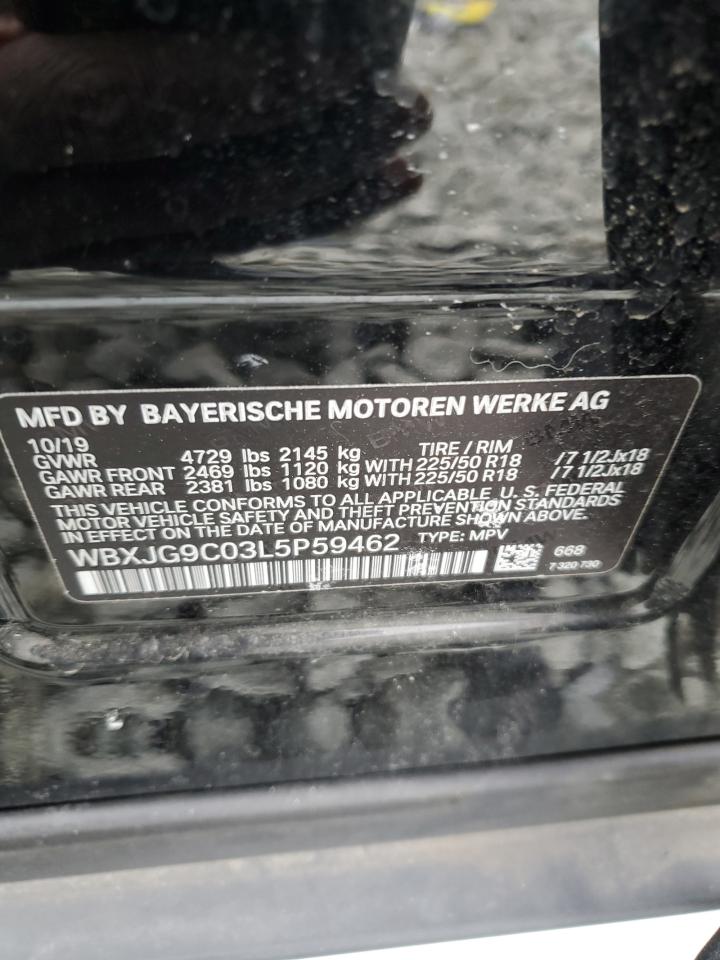 MFD BY BAYERISCHE MOTOREN WERKE AG
10/19 TIRE / RIM
GVWR 4729 lbs 2145 kg
GAWR FRONT 2469 lbs 1120 kg WITH 225/50 R18 /7 1/2Jx18
GAWR REAR 2381 lbs 1080 kg WITH 225/50 R18 /7 1/2Jx18
THIS VEHICLE CONFORMS TO ALL APPLICABLE U. S. FEDERAL
MOTOR VEHICLE SAFETY AND THEFT PREVENTION STANDARDS
IN EFFECT ON THE DATE OF MANUFACTURE SHOWN ABOVE.
WBXJG9C03L5P59462 TYPE: MPV
668
7 320 730